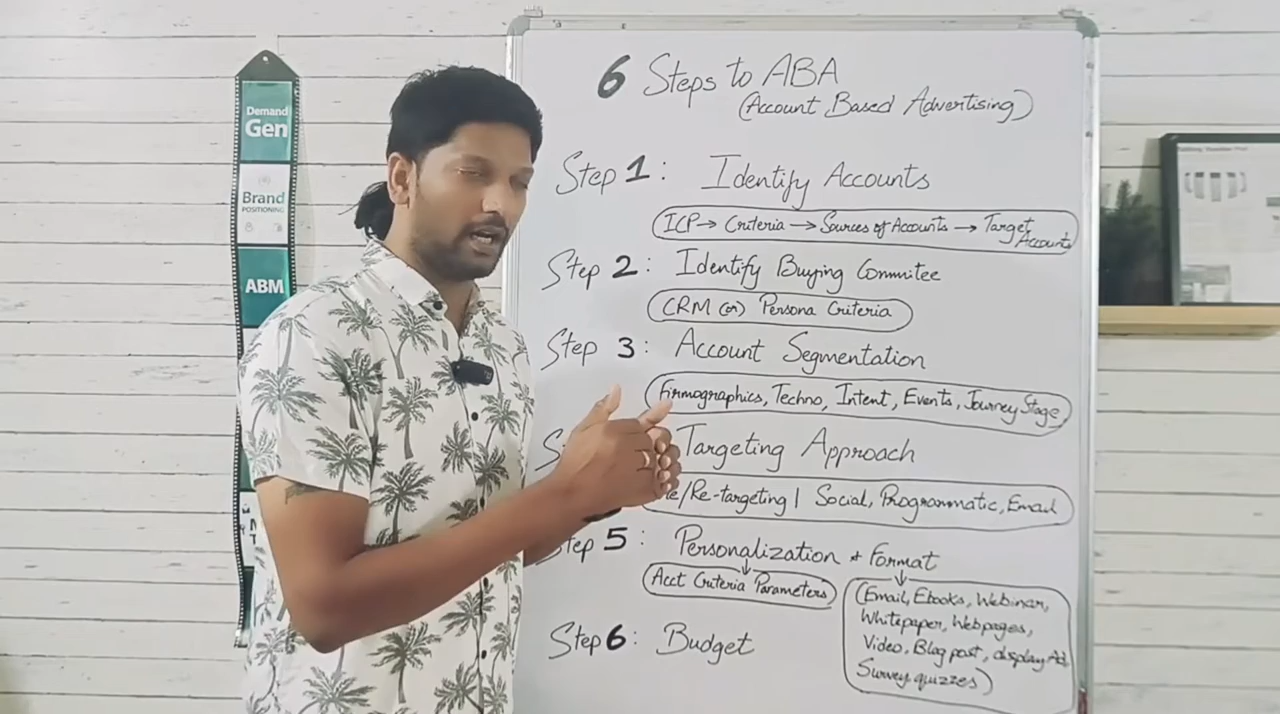 Demand
Gen
Brand
POSITIONING
ABM
6 Steps to ABA
(Account Based Advertising)
Step 1: Identify Accounts
ICP → Criteria → Sources of Accounts → Target Accounts
Step 2: Identify Buying Commitee
CRM (or) Persona Criteria
Step 3: Account Segmentation
Firmographics, Techno, Intent, Events, Journey Stage
Targeting Approach
/Re-targeting | Social, Programmatic, Email
Step 5: Personalization + Format
Acct Criteria Parameters
(Email, Ebooks, Webinar,
Whitepaper, Webpages,
Video, Blog post, display Ad,
Survey quizzes)
Step 6: Budget